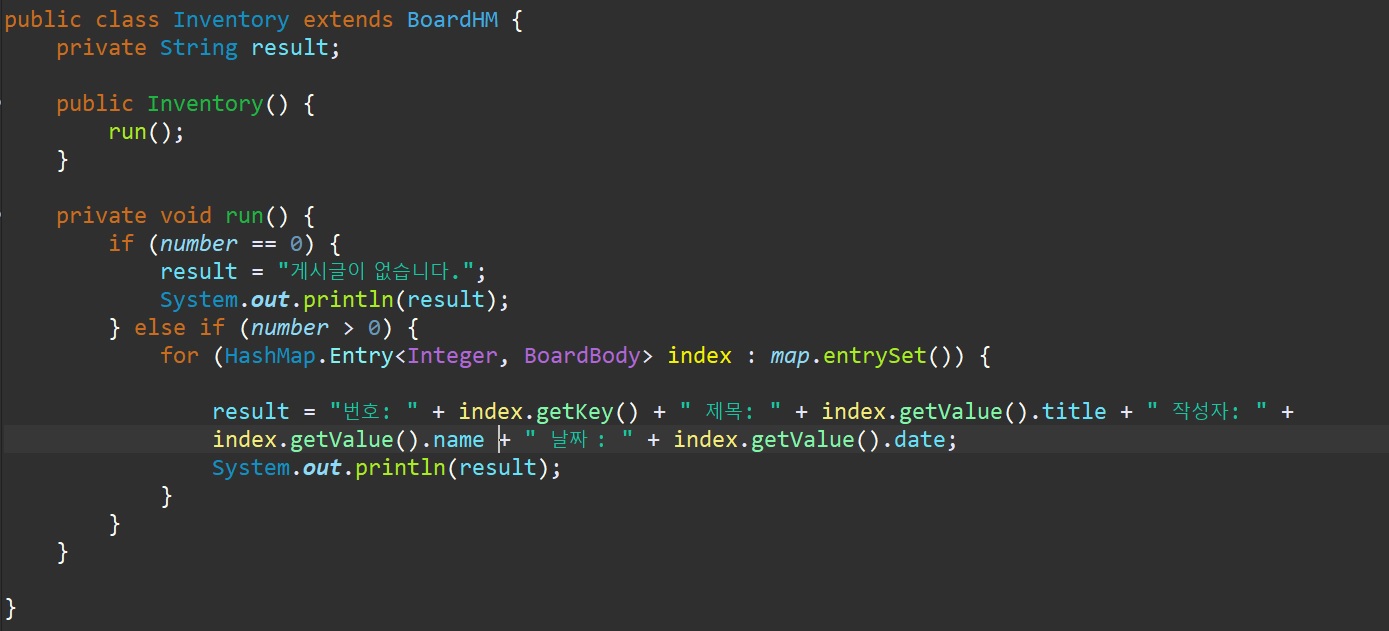 public class Inventory extends BoardHM {
    private String result;

    public Inventory() {
        run();
    }

    private void run() {
        if (number == 0) {
            result = "게시글이 없습니다.";
            System.out.println(result);
        } else if (number > 0) {
            for (HashMap.Entry<Integer, BoardBody> index : map.entrySet()) {

                result = "번호: " + index.getKey() + " 제목: " + index.getValue().title + " 작성자: " +
                index.getValue().name + " 날짜 : " + index.getValue().date;
                System.out.println(result);
            }
        }
    }

}